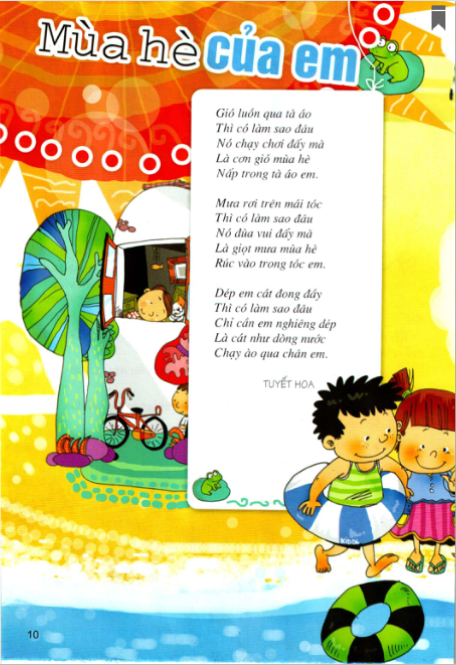 Mùa hè của em
Gió luồn qua tà áo
Thì có làm sao đâu
Nó chạy chơi đấy mà
Là cơn gió mùa hè
Nấp trong tà áo em.
Mưa rơi trên mái tóc
Thì có làm sao đâu
Nó đùa vui đấy mà
Là giọt mưa mùa hè
Rúc vào trong tóc em.
Dép em cát đong đầy
Thì có làm sao đâu
Chỉ cần em nghiêng dép
Là cát như dòng nước
Chạy ào qua chân em.
TUYẾT HOA
10